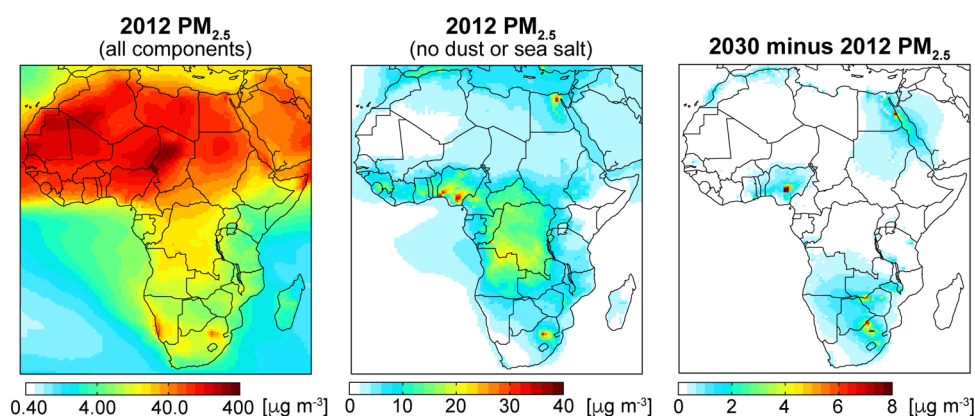 2012 PM2.5
(all components)
2012 PM2.5
(no dust or sea salt)
2030 minus 2012 PM2.5
0.40 4.00 40.0 400 [µg m-3]
0 10 20 30 40 [µg m-3]
0 2 4 6 8 [µg m-3]